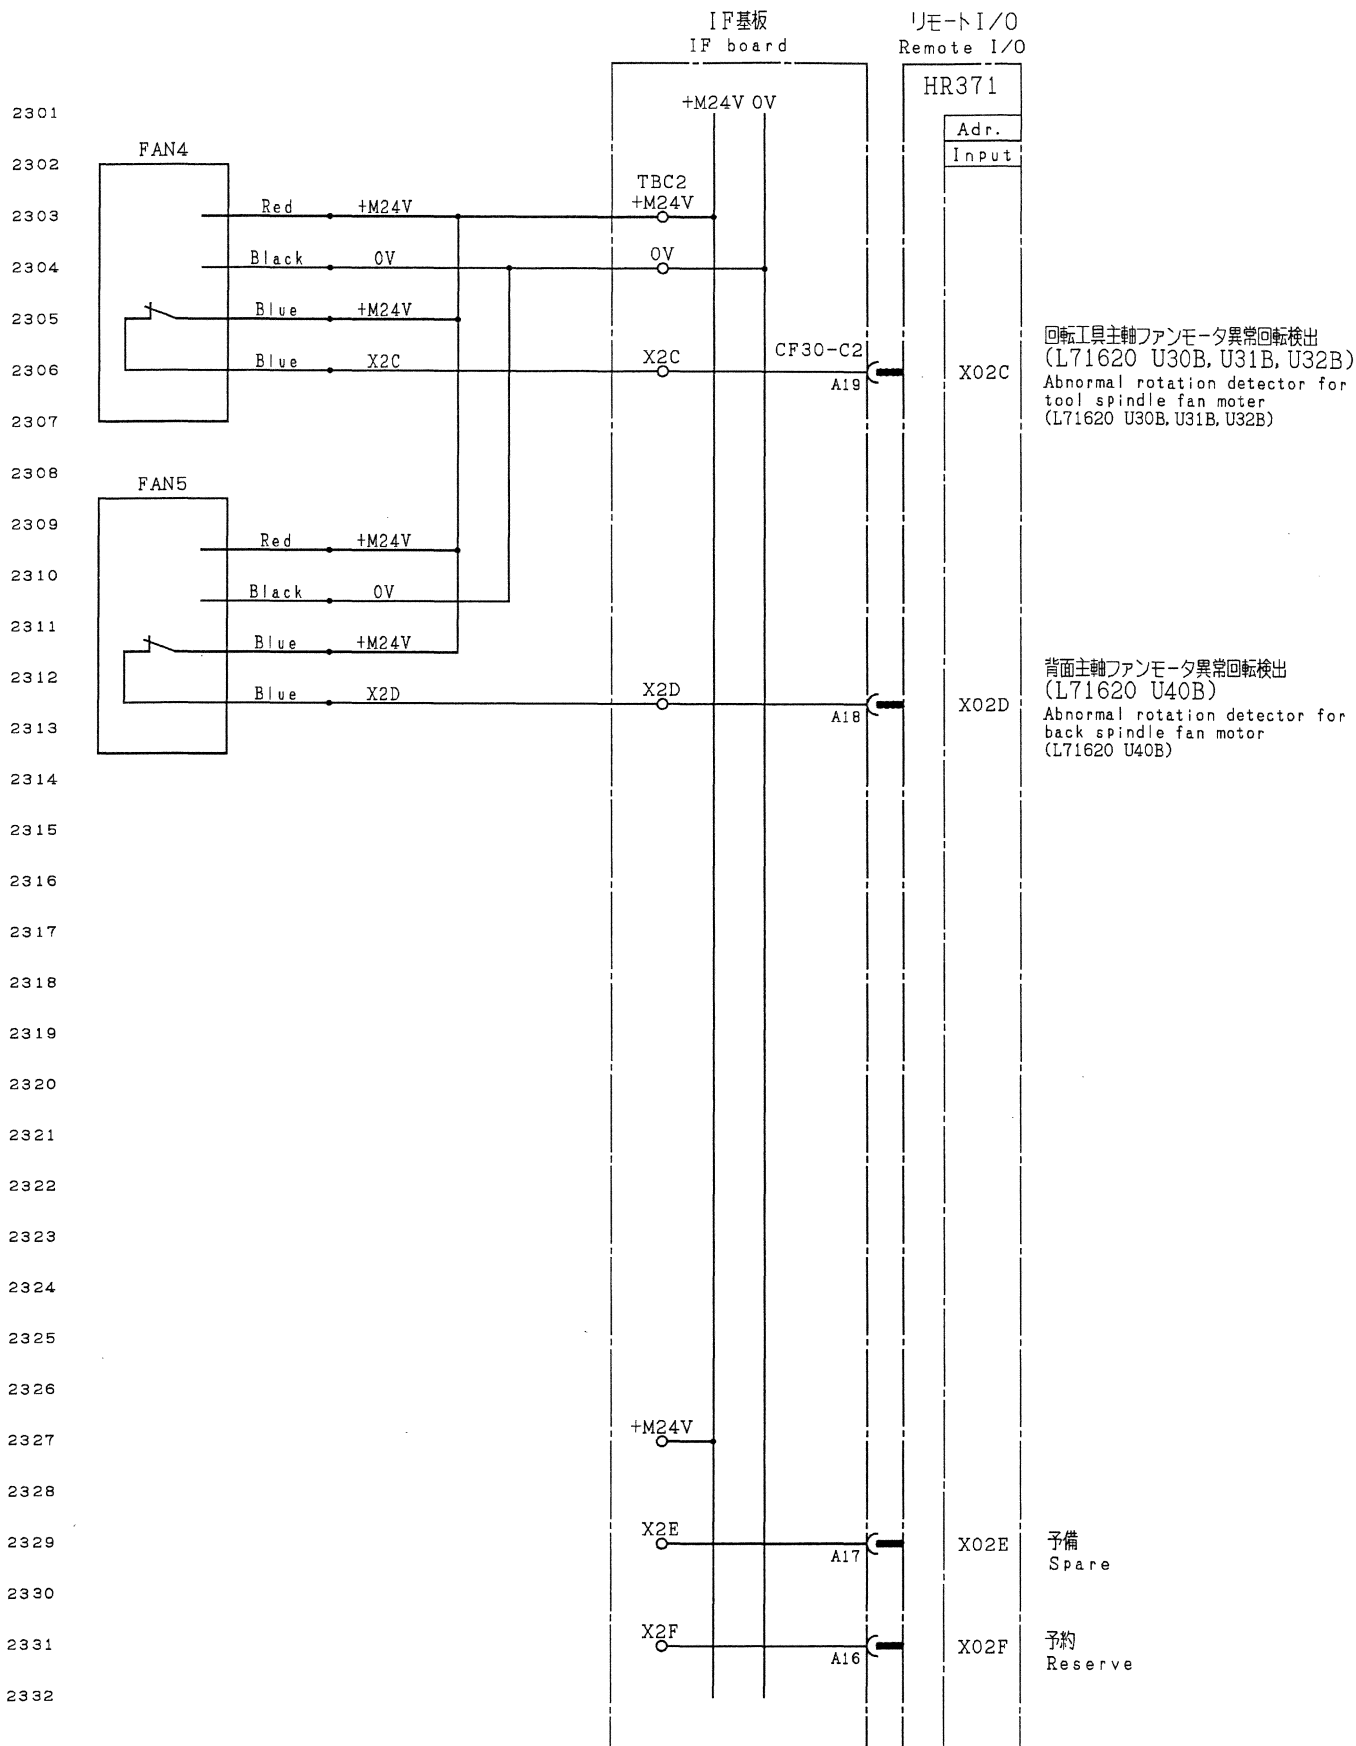 IF基板
IF board
リモートI/O
Remote I/O
HR371
2301
+M24V 0V
Adr.
FAN4
Input
2302
TBC2
+M24V
2303
Red
+M24V
0V
2304
Black
0V
2305
Blue
+M24V
回転工具主軸ファンモータ異常回転検出
(L71620 U30B, U31B, U32B)
Abnormal rotation detector for
tool spindle fan moter
(L71620 U30B, U31B, U32B)
2306
Blue
X2C
X2C
CF30-C2
A19
X02C
2307
2308
FAN5
2309
Red
+M24V
2310
Black
0V
2311
Blue
+M24V
背面主軸ファンモータ異常回転検出
(L71620 U40B)
Abnormal rotation detector for
back spindle fan motor
(L71620 U40B)
2312
Blue
X2D
X2D
A18
X02D
2313
2314
2315
2316
2317
2318
2319
2320
2321
2322
2323
2324
2325
2326
+M24V
2327
2328
2329
X2E
A17
X02E
予備
Spare
2330
2331
X2F
A16
X02F
予約
Reserve
2332